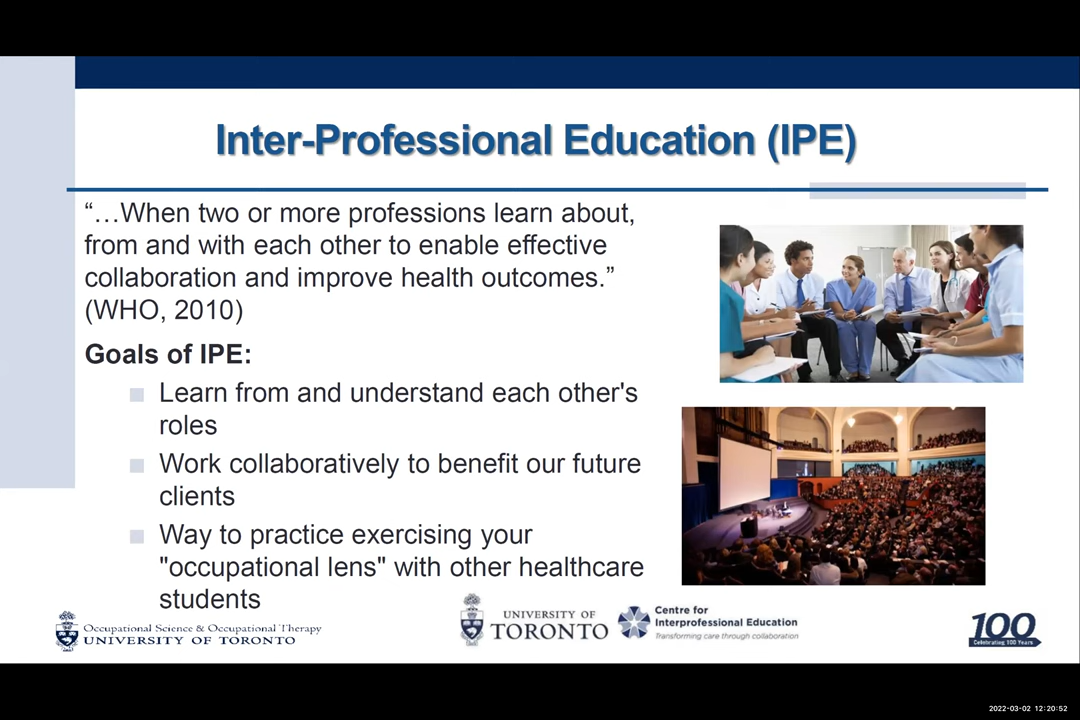 Inter-Professional Education (IPE)
“…When two or more professions learn about,
from and with each other to enable effective
collaboration and improve health outcomes.”
(WHO, 2010)
Goals of IPE:
Learn from and understand each other's
roles
Work collaboratively to benefit our future
clients
Way to practice exercising your
"occupational lens" with other healthcare
students
Occupational Science & Occupational Therapy
UNIVERSITY OF TORONTO
UNIVERSITY OF
TORONTO
Centre for
Interprofessional Education
Transforming care through collaboration
100
Celebrating 100 Years
2022-03-02 12:20:52